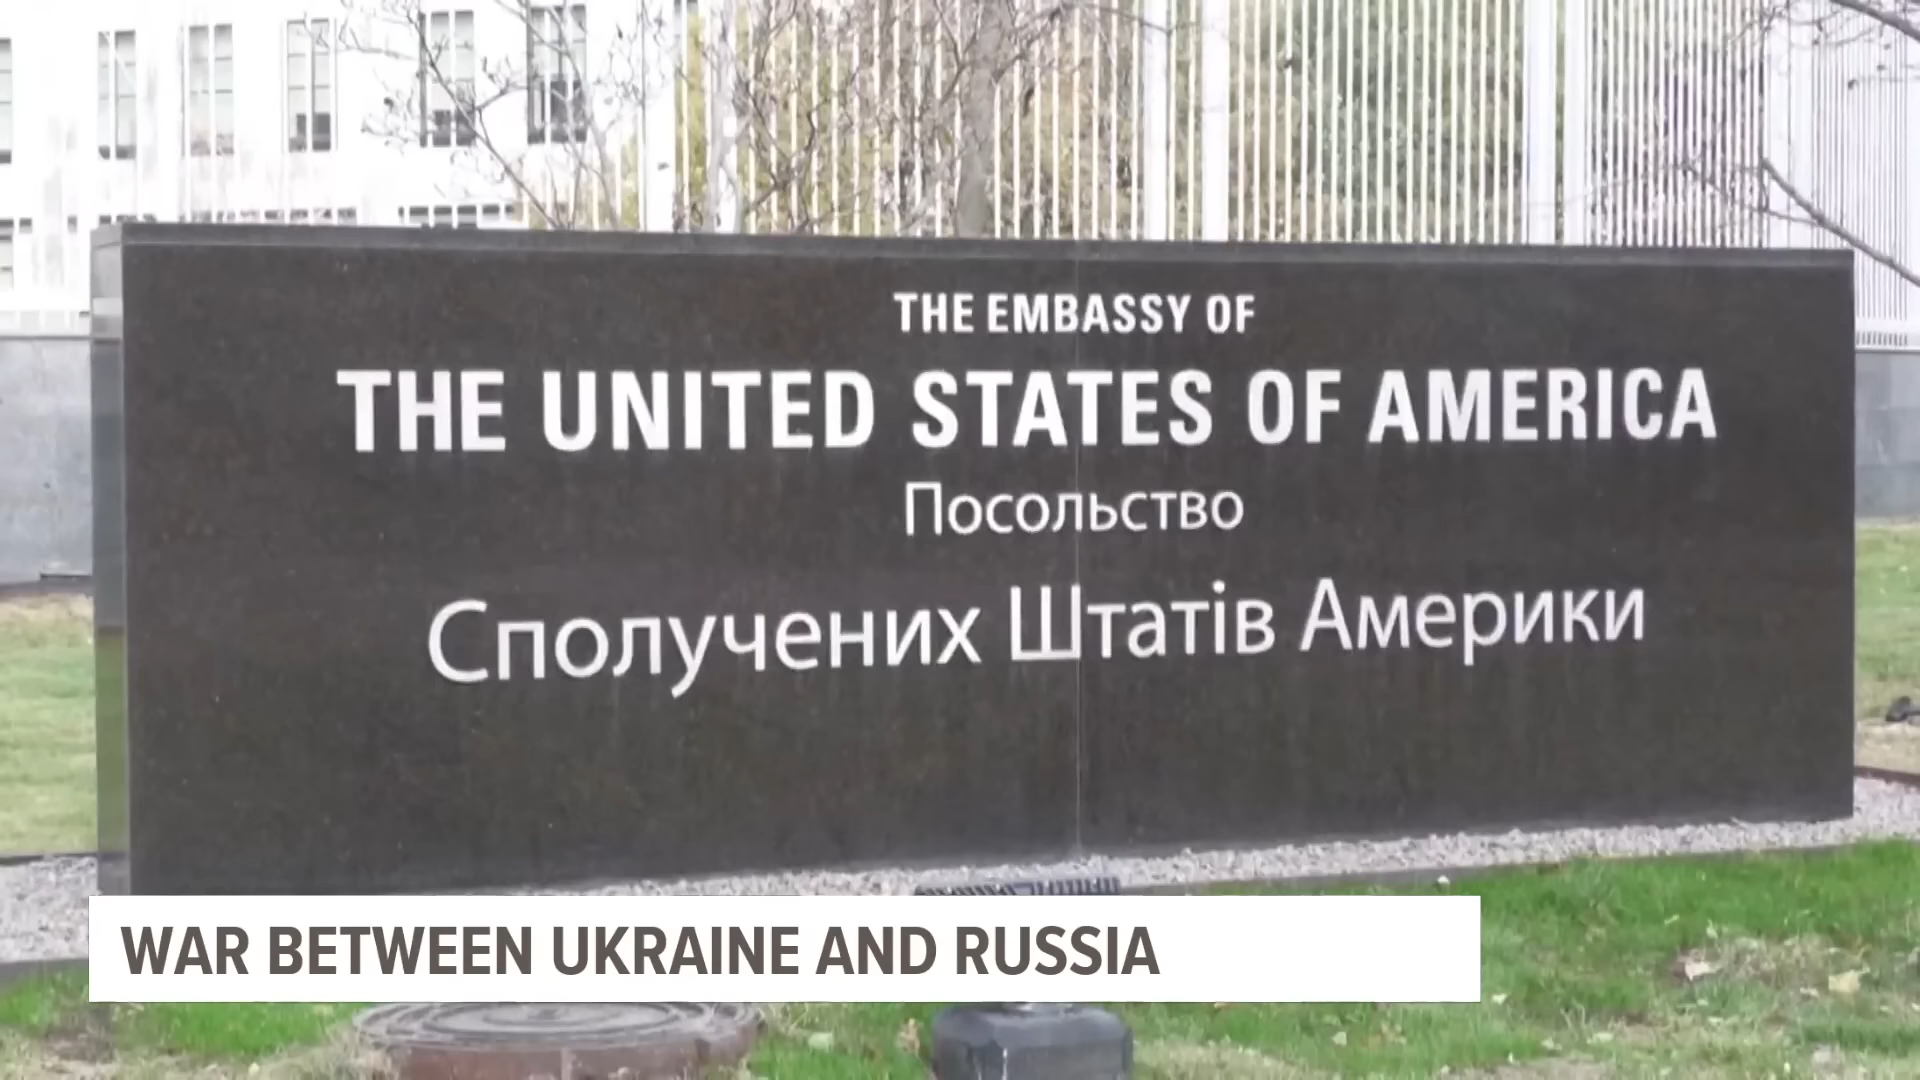 THE EMBASSY OF
THE UNITED STATES OF AMERICA
Посольство
Сполучених Штатів Америки
WAR BETWEEN UKRAINE AND RUSSIA